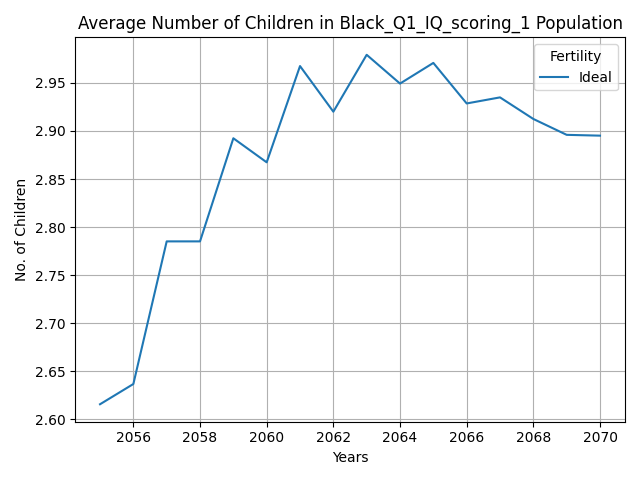 Average Number of Children in Black_Q1_IQ_scoring_1 Population
Fertility
Ideal
No. of Children
2.95
2.90
2.85
2.80
2.75
2.70
2.65
2.60
2056 2058 2060 2062 2064 2066 2068 2070
Years